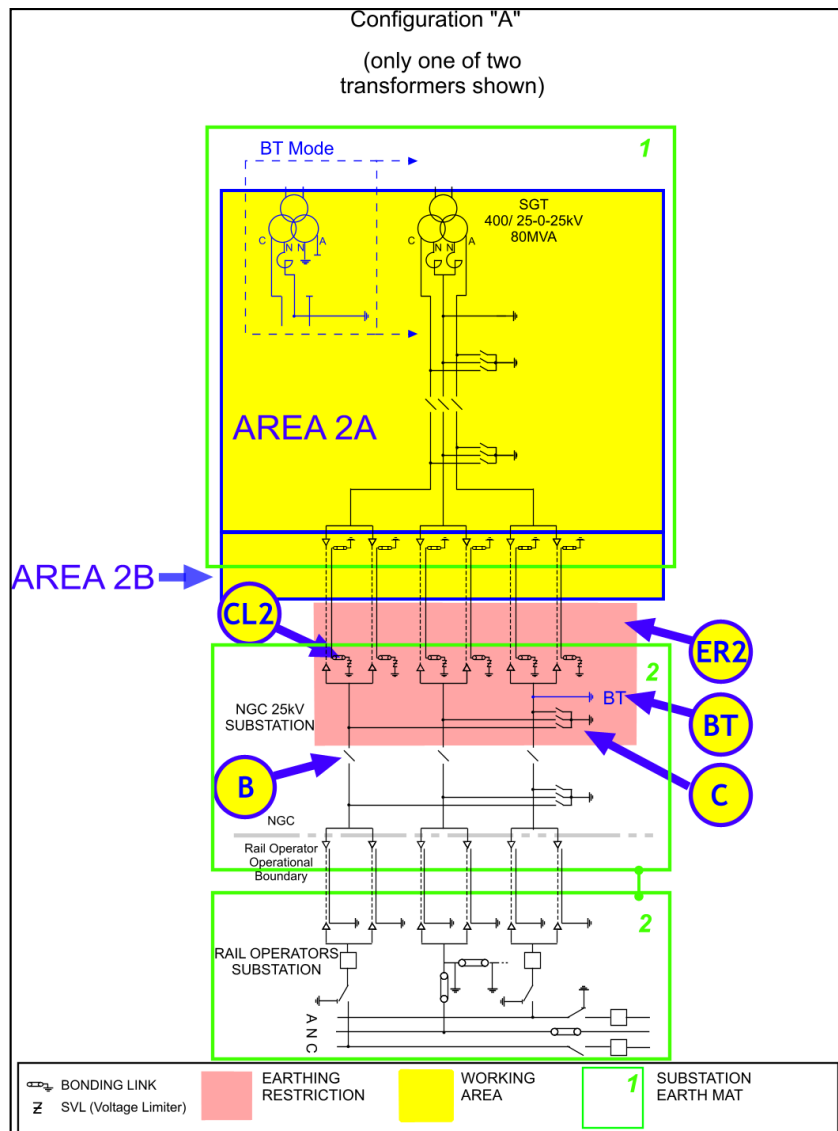 Configuration "A"
(only one of two
transformers shown)
1
BT Mode
SGT
400/ 25-0-25kV
80MVA
C
N
N
A
C
N
N
A
AREA 2A
AREA 2B
CL2
ER2
2
NGC 25kV
SUBSTATION
BT
BT
B
C
NGC
Rail Operator
Operational
Boundary
2
RAIL OPERATORS
SUBSTATION
A N C
BONDING LINK
SVL (Voltage Limiter)
EARTHING
RESTRICTION
WORKING
AREA
1
SUBSTATION
EARTH MAT